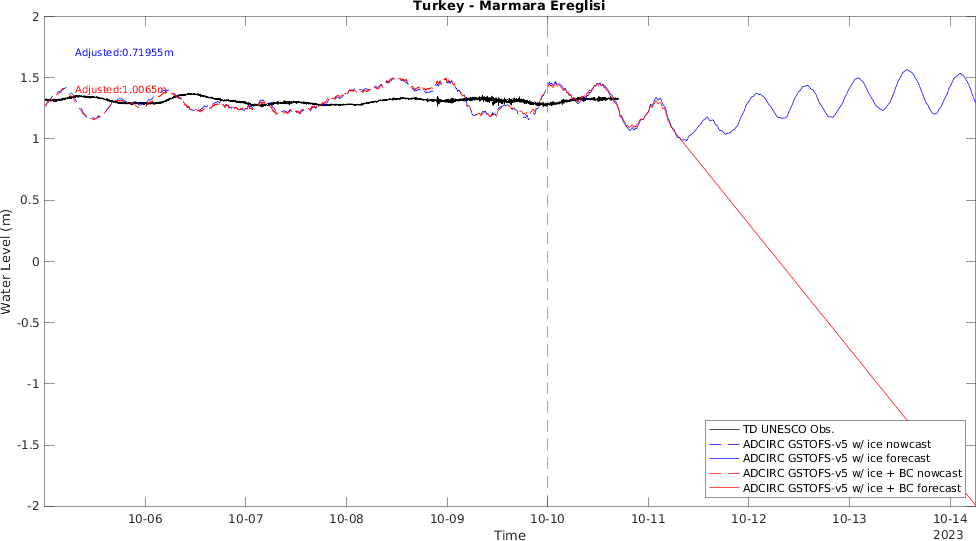 Turkey - Marmara Ereglisi
Adjusted:0.71955m
Adjusted:1.0065m
Water Level (m)
2
1.5
1
0.5
0
-0.5
-1
-1.5
-2
TD UNESCO Obs.
ADCIRC GSTOFS-v5 w/ ice nowcast
ADCIRC GSTOFS-v5 w/ ice forecast
ADCIRC GSTOFS-v5 w/ ice + BC nowcast
ADCIRC GSTOFS-v5 w/ ice + BC forecast
10-06 10-07 10-08 10-09 10-10 10-11 10-12 10-13 10-14
Time
2023